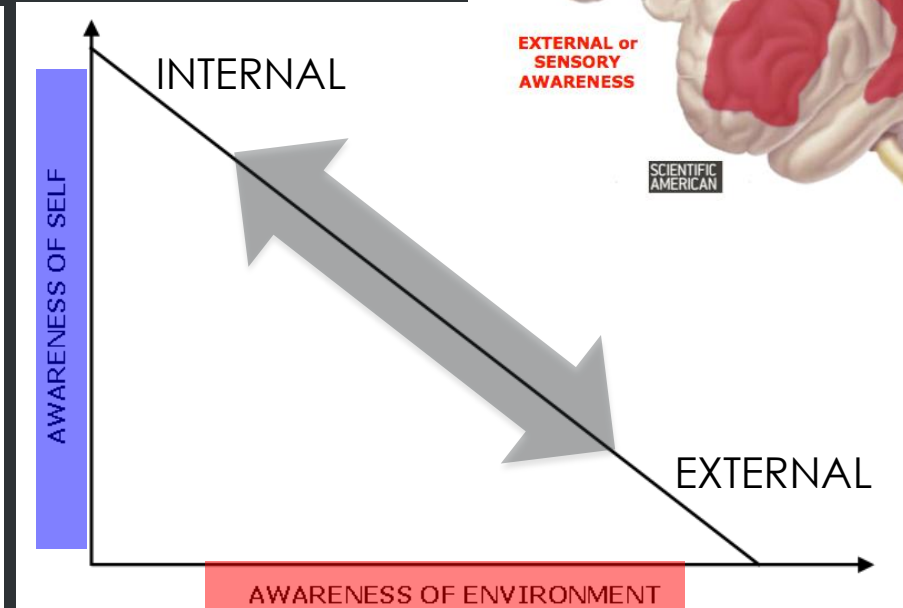 EXTERNAL or
SENSORY
AWARENESS
SCIENTIFIC
AMERICAN
INTERNAL
AWARENESS OF SELF
EXTERNAL
AWARENESS OF ENVIRONMENT